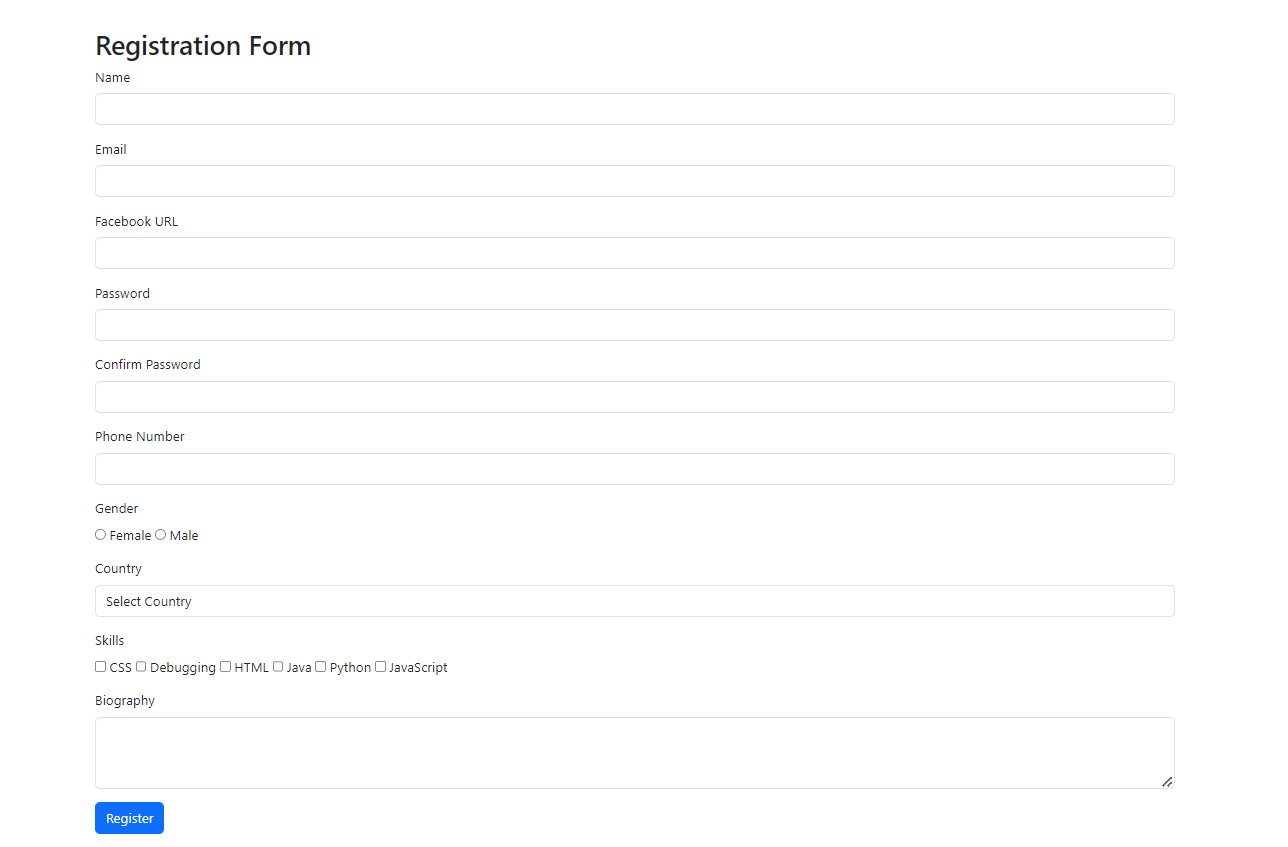 Registration Form
Name
Email
Facebook URL
Password
Confirm Password
Phone Number
Gender
Female Male
Country
Select Country
Skills
CSS Debugging HTML Java Python JavaScript
Biography
Register